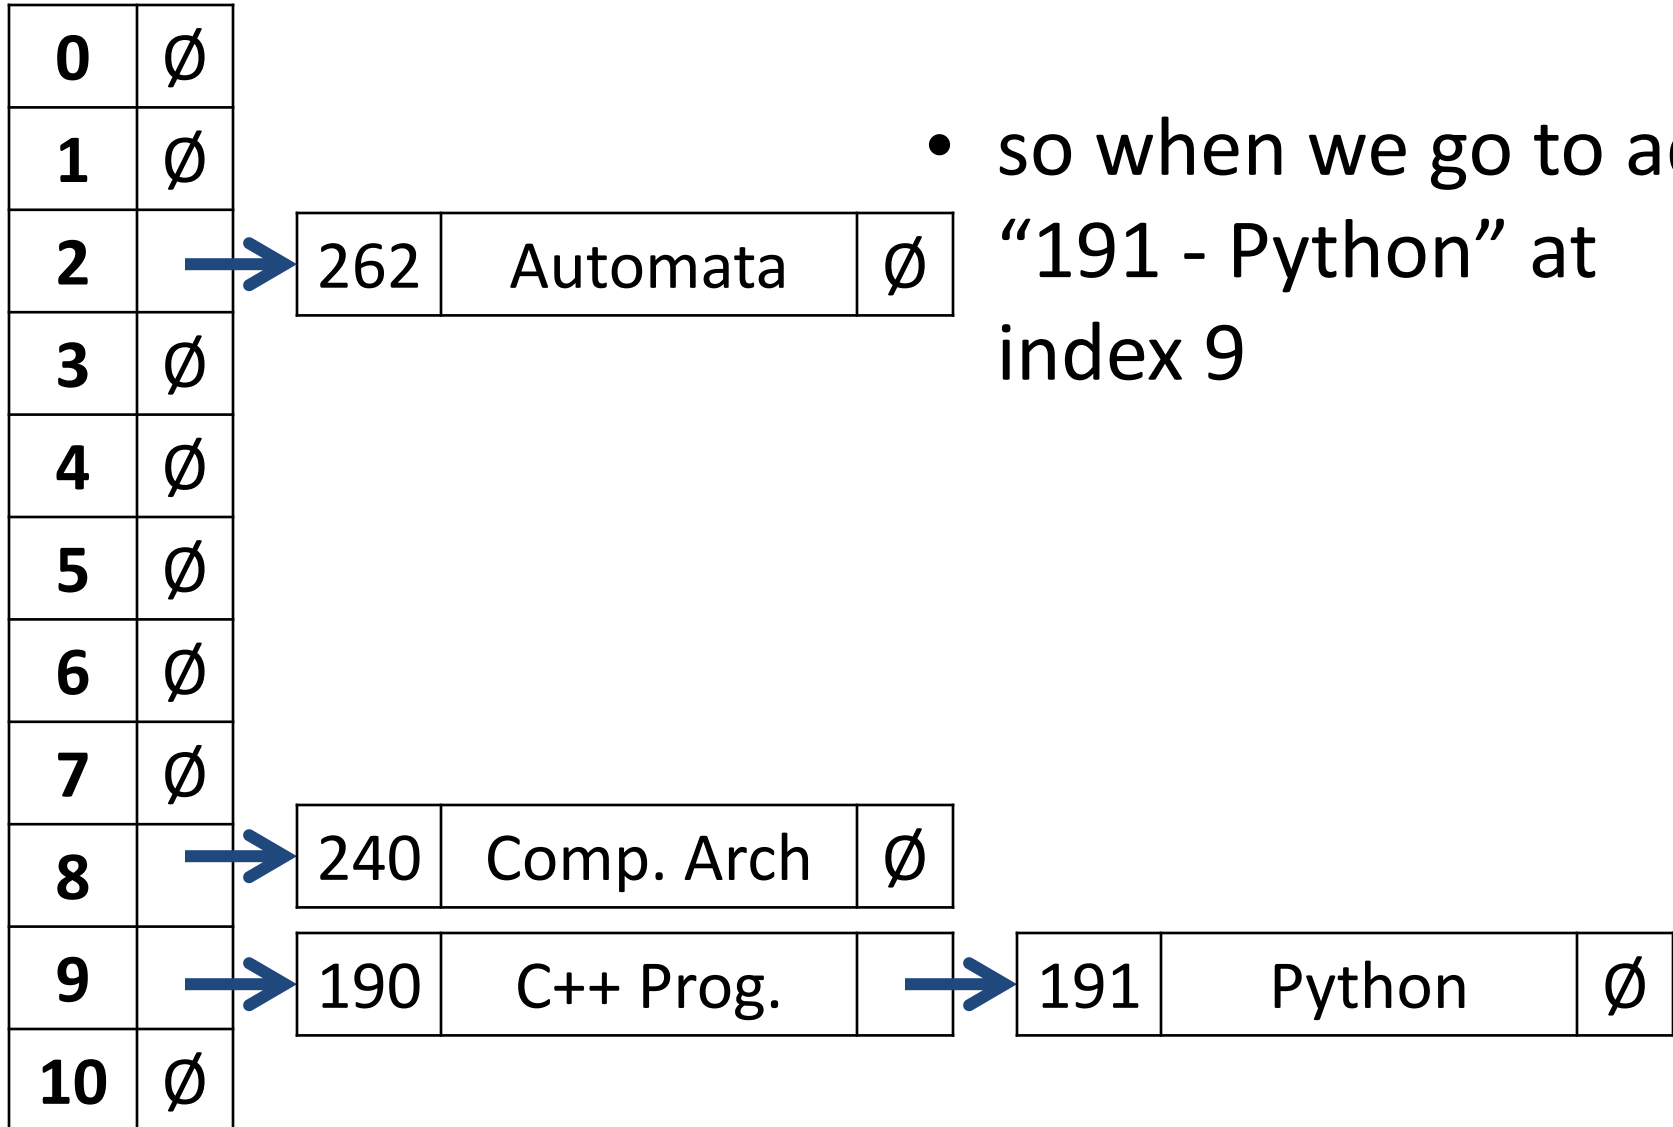 0 Ø
1 Ø
• so when we go to
“191 - Python” at
index 9
2 262 Automata Ø
3 Ø
4 Ø
5 Ø
6 Ø
7 Ø
8 240 Comp. Arch Ø
9 190 C++ Prog. 191 Python Ø
10 Ø